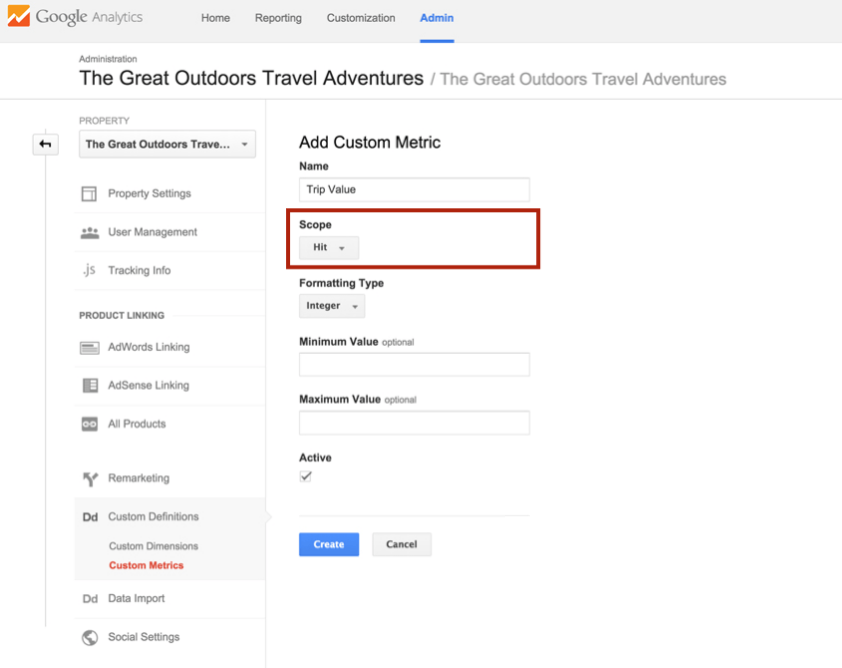 Google Analytics
Home Reporting Customization Admin
Administration
The Great Outdoors Travel Adventures / The Great Outdoors Travel Adventures
PROPERTY
The Great Outdoors Trave...
Property Settings
User Management
.js Tracking Info
PRODUCT LINKING
AdWords Linking
AdSense Linking
All Products
Remarketing
Dd Custom Definitions
Custom Dimensions
Custom Metrics
Dd Data Import
Social Settings
Add Custom Metric
Name
Trip Value
Scope
Hit
Formatting Type
Integer
Minimum Value optional
Maximum Value optional
Active
Create Cancel